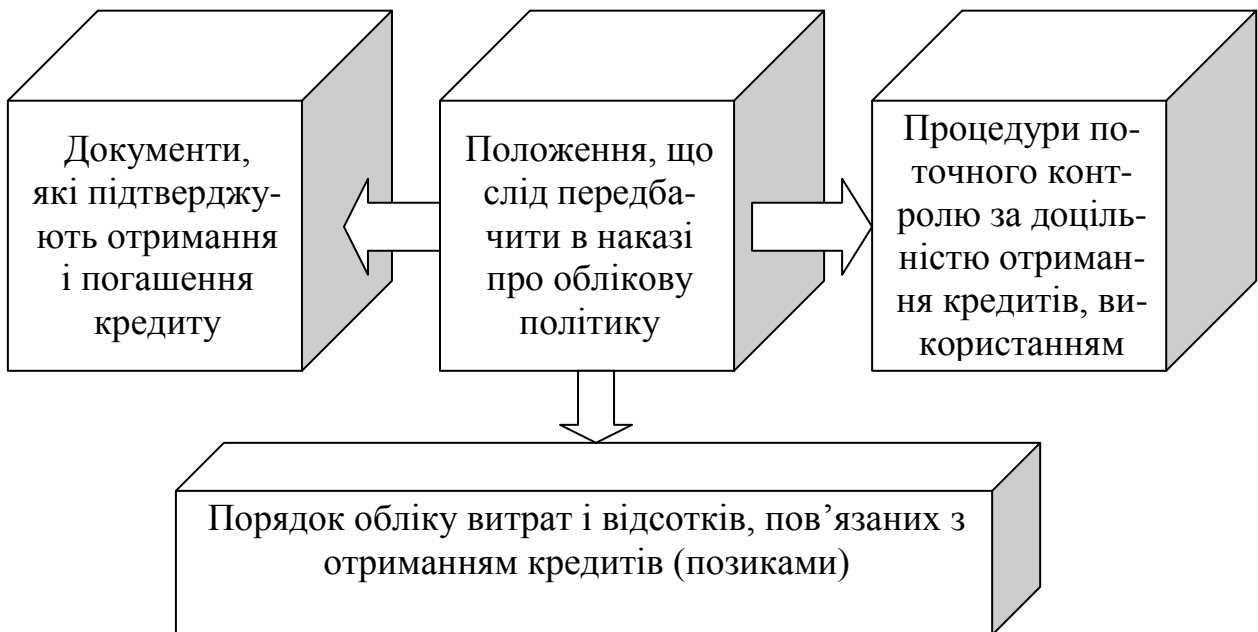 Документи,
які підтверджу-
ють отримання
і погашення
кредиту
Положення, що
слід передба-
чити в наказі
про облікову
політику
Процедури по-
точного конт-
ролю за доціль-
ністю отриман-
ня кредитів, ви-
користанням
Порядок обліку витрат і відсотків, пов’язаних з
отриманням кредитів (позиками)